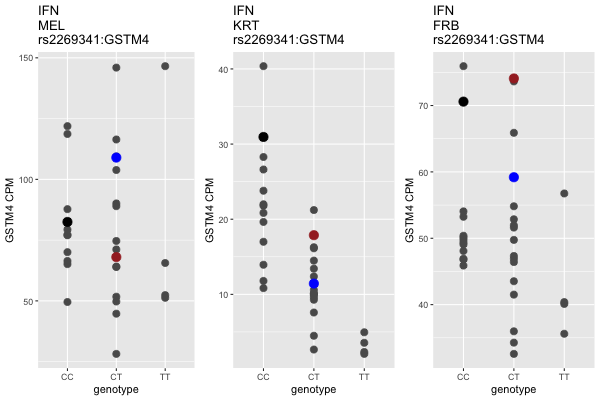 IFN
MEL
rs2269341:GSTM4
150
100
50
GSTM4 CPM
CC
CT
TT
genotype
IFN
KRT
rs2269341:GSTM4
40
30
20
10
GSTM4 CPM
CC
CT
TT
genotype
IFN
FRB
rs2269341:GSTM4
70
60
50
40
GSTM4 CPM
CC
CT
TT
genotype